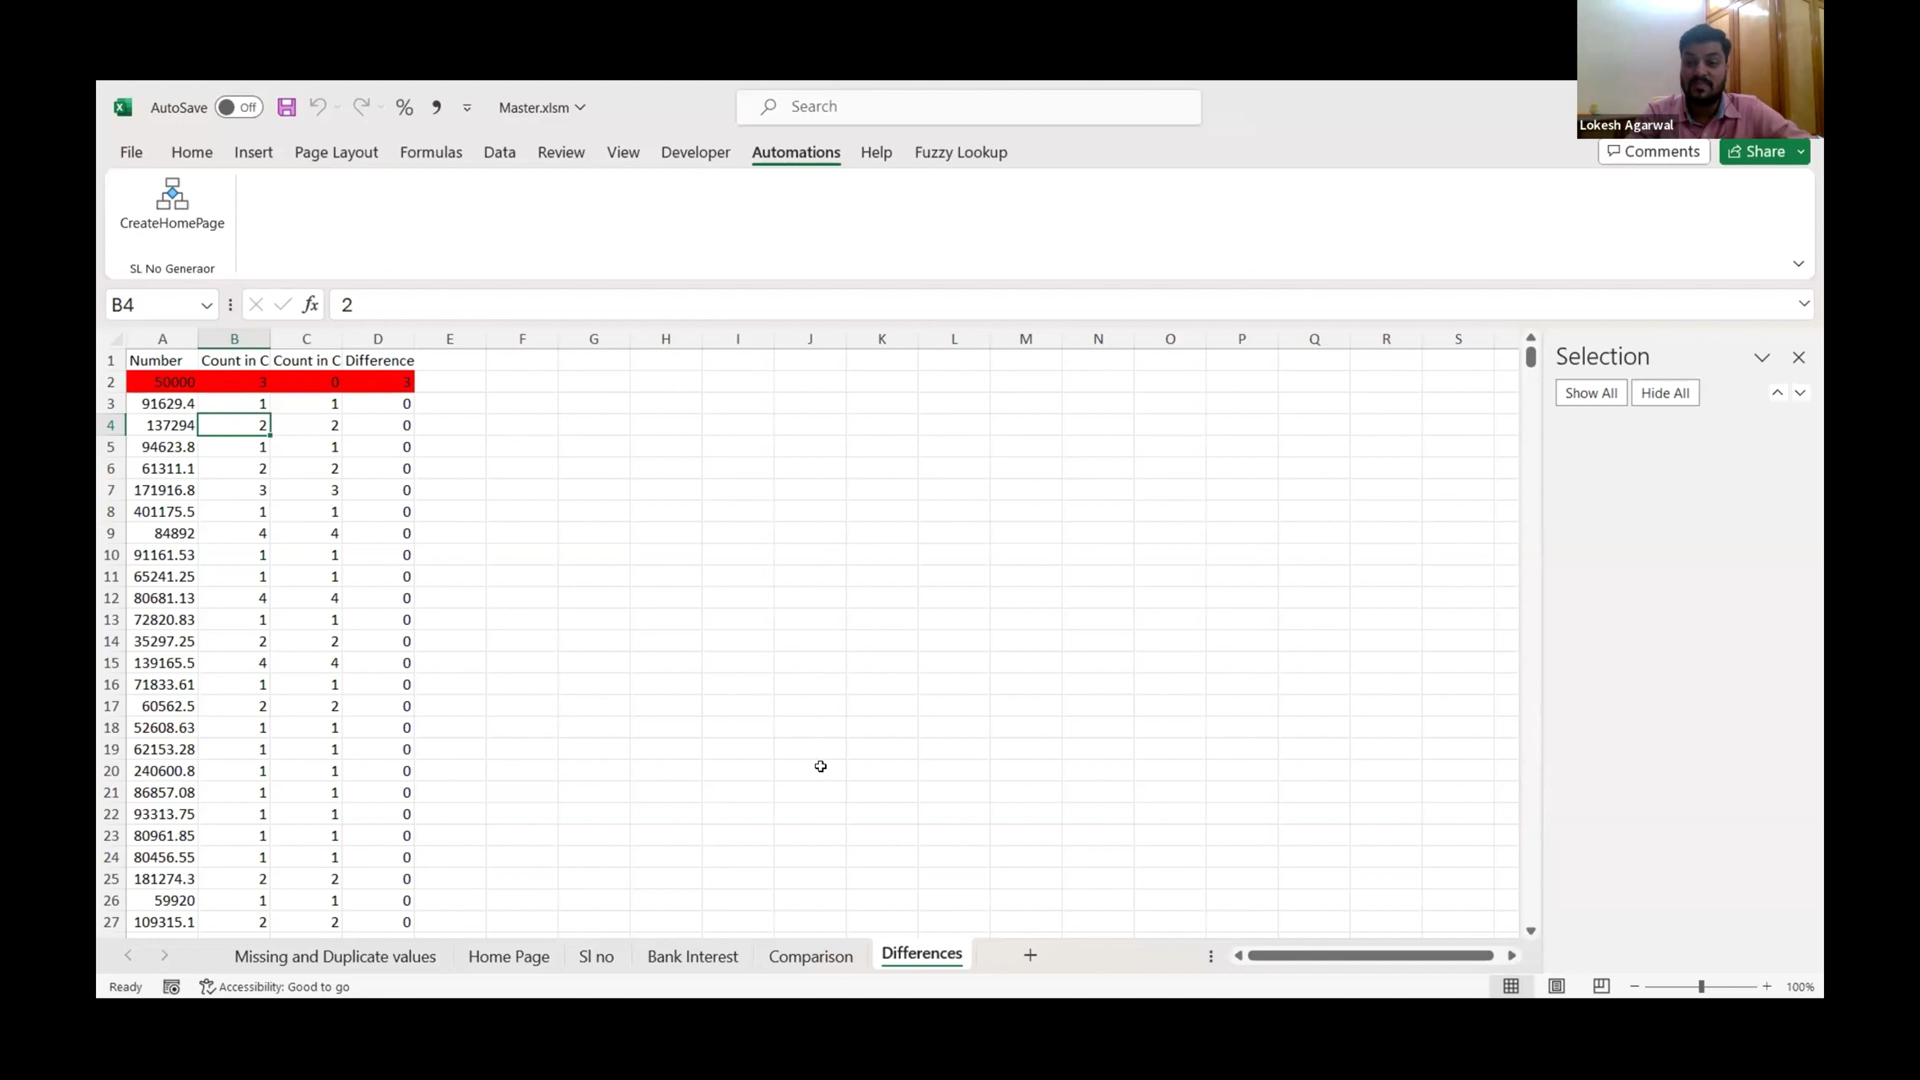 Lokesh Agarwal
AutoSave Off Master.xlsm Search
File Home Insert Page Layout Formulas Data Review View Developer Automations Help Fuzzy Lookup Comments Share
CreateHomePage
SL No Generaor
B4 fx 2
A B C D E F G H I J K L M N O P Q R S
Selection
Show All Hide All
1 Number Count in C Count in C Difference
2 50000 3 0 3
3 91629.4 1 1 0
4 137294 2 2 0
5 94623.8 1 1 0
6 61311.1 2 2 0
7 171916.8 3 3 0
8 401175.5 1 1 0
9 84892 4 4 0
10 91161.53 1 1 0
11 65241.25 1 1 0
12 80681.13 4 4 0
13 72820.83 1 1 0
14 35297.25 2 2 0
15 139165.5 4 4 0
16 71833.61 1 1 0
17 60562.5 2 2 0
18 52608.63 1 1 0
19 62153.28 1 1 0
20 240600.8 1 1 0
21 86857.08 1 1 0
22 93313.75 1 1 0
23 80961.85 1 1 0
24 80456.55 1 1 0
25 181274.3 2 2 0
26 59920 1 1 0
27 109315.1 2 2 0
Missing and Duplicate values Home Page Sl no Bank Interest Comparison Differences
Ready Accessibility: Good to go 100%